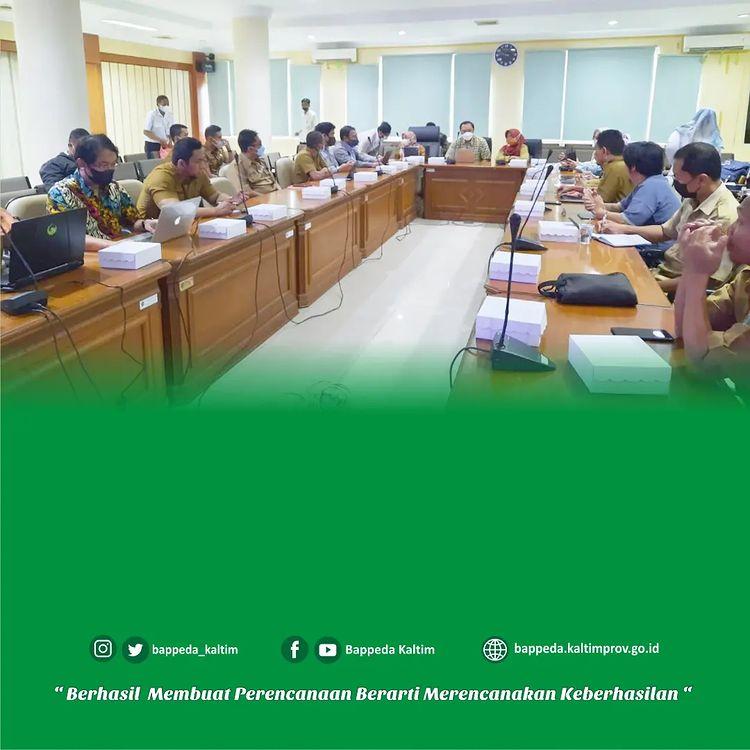 bappeda_kaltim
Bappeda Kaltim
bappeda.kaltimprov.go.id
“ Berhasil Membuat Perencanaan Berarti Merencanakan Keberhasilan “